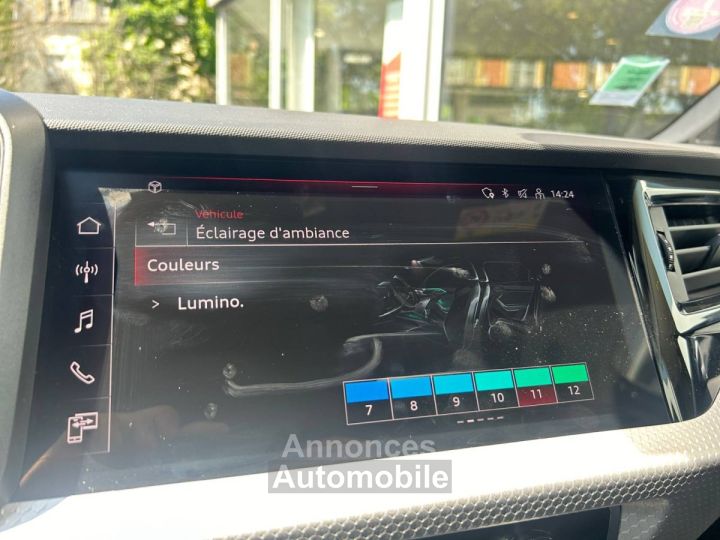 14:24
Véhicule
Éclairage d'ambiance
Couleurs
> Lumino.
7 8 9 10 11 12
Annonces
Automobile